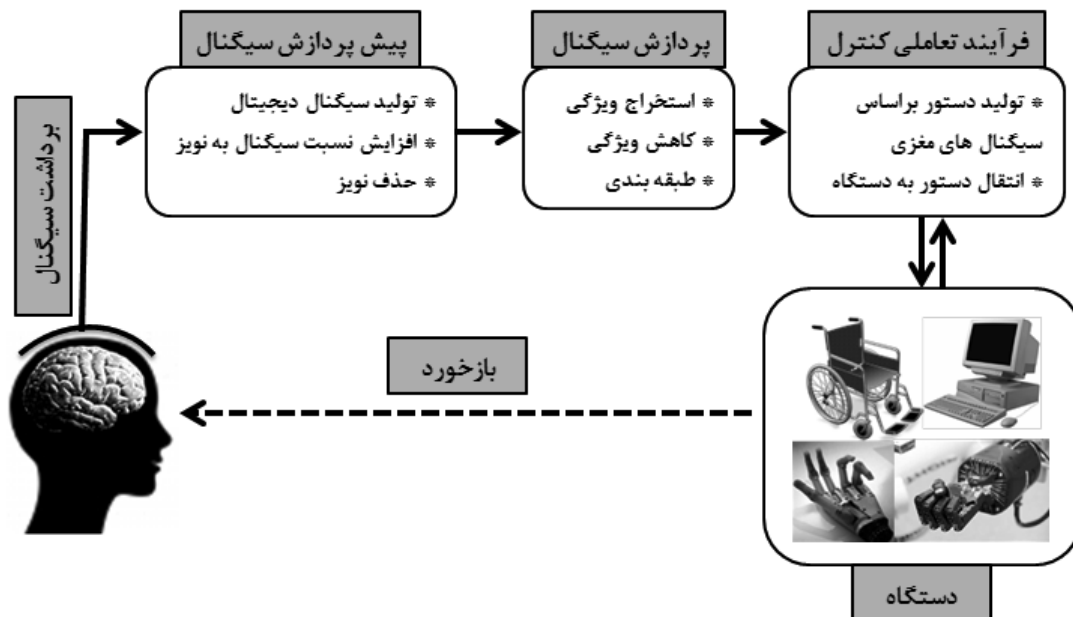 برداشت سیگنال
پیش پردازش سیگنال
* تولید سیگنال دیجیتال
* افزایش نسبت سیگنال به نویز
* حذف نویز
پردازش سیگنال
* استخراج ویژگی
* کاهش ویژگی
* طبقه بندی
فرآیند تعاملی کنترل
* تولید دستور براساس
سیگنال های مغزی
* انتقال دستور به دستگاه
بازخورد
دستگاه